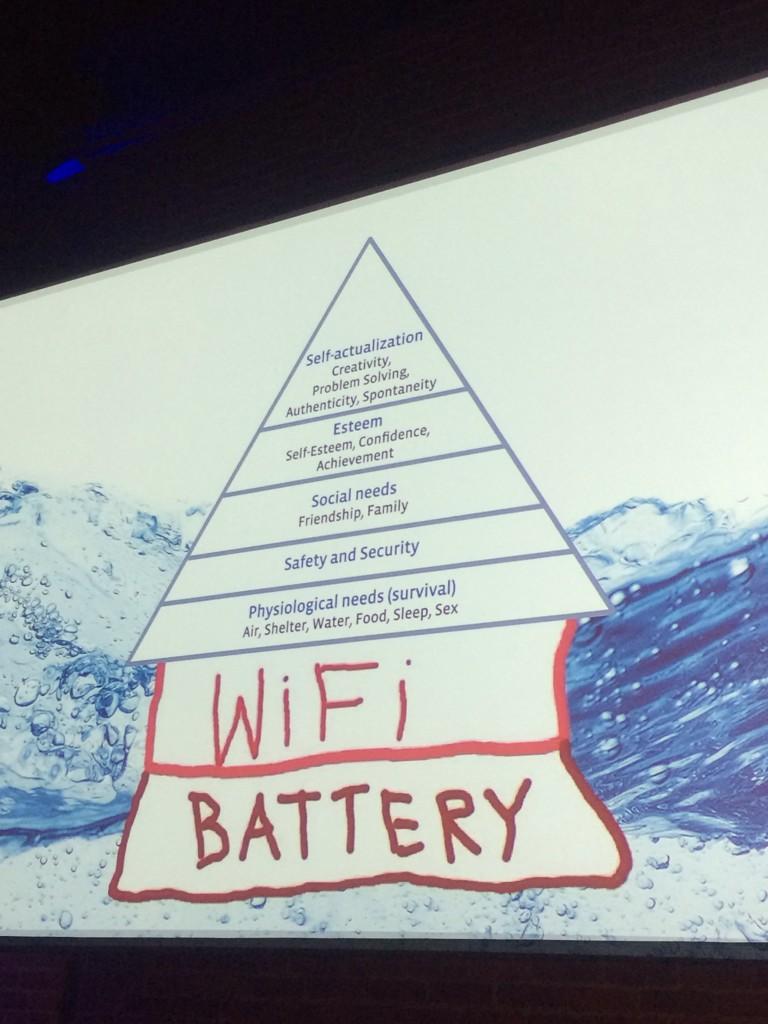 Self-actualization
Creativity,
Problem Solving,
Authenticity, Spontaneity
Esteem
Self-Esteem, Confidence,
Achievement
Social needs
Friendship, Family
Safety and Security
Physiological needs (survival)
Air, Shelter, Water, Food, Sleep, Sex
WiFi
BATTERY